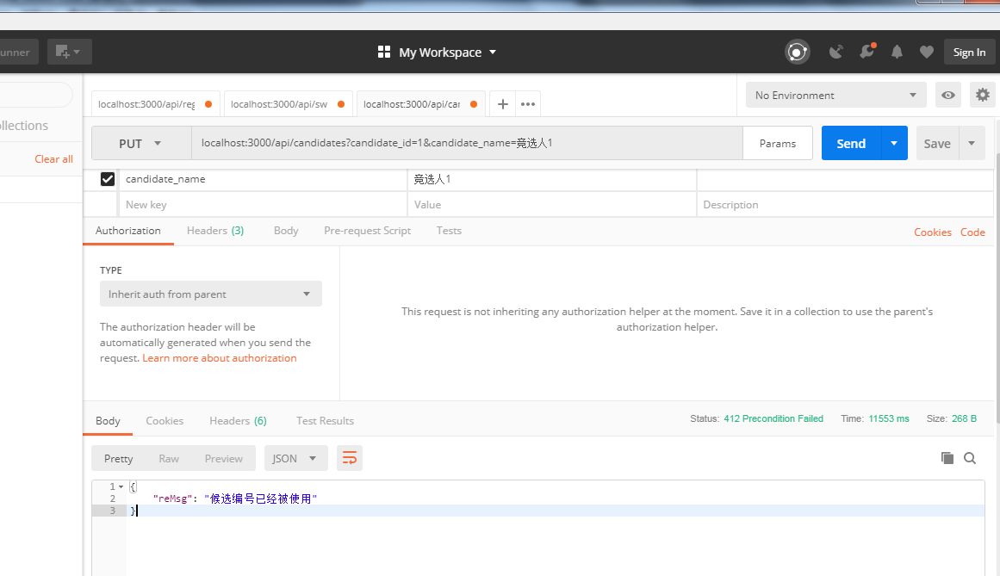 unner
My Workspace
Sign In
localhost:3000/api/reg
localhost:3000/api/sw
localhost:3000/api/car
No Environment
ollections
PUT
localhost:3000/api/candidates?candidate_id=1&candidate_name=竞选人1
Params
Send
Save
Clear all
candidate_name
竞选人1
New key
Value
Description
Authorization
Headers (3)
Body
Pre-request Script
Tests
Cookies
Code
TYPE
Inherit auth from parent
The authorization header will be
automatically generated when you send the
request. Learn more about authorization
This request is not inheriting any authorization helper at the moment. Save it in a collection to use the parent's
authorization helper.
Body
Cookies
Headers (6)
Test Results
Status: 412 Precondition Failed
Time: 11553 ms
Size: 268 B
Pretty
Raw
Preview
JSON
1 {
2 "reMsg": "候选编号已经被使用"
3 }